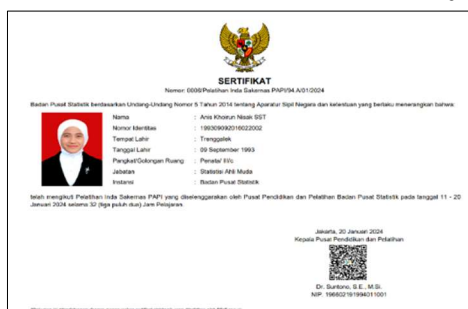 SERTIFIKAT
Nomor: 0006/Pelatihan Inda Sakernas PAPI/94.A/01/2024
Badan Pusat Statistik berdasarkan Undang-Undang Nomor 5 Tahun 2014 tentang Aparatur Sipil Negara dan ketentuan yang berlaku menerangkan bahwa:
Nama : Anis Khoirun Nisak SST
Nomor Identitas : 199309092016022002
Tempat Lahir : Trenggalek
Tanggal Lahir : 09 September 1993
Pangkat/Golongan Ruang : Penata/ III/c
Jabatan : Statistisi Ahli Muda
Instansi : Badan Pusat Statistik
telah mengikuti Pelatihan Inda Sakernas PAPI yang diselenggarakan oleh Pusat Pendidikan dan Pelatihan Badan Pusat Statistik pada tanggal 11 - 20
Januari 2024 selama 32 (tiga puluh dua) Jam Pelajaran.
Jakarta, 20 Januari 2024
Kepala Pusat Pendidikan dan Pelatihan
Dr. Suntono, S.E., M.Si.
NIP. 196602191994011001